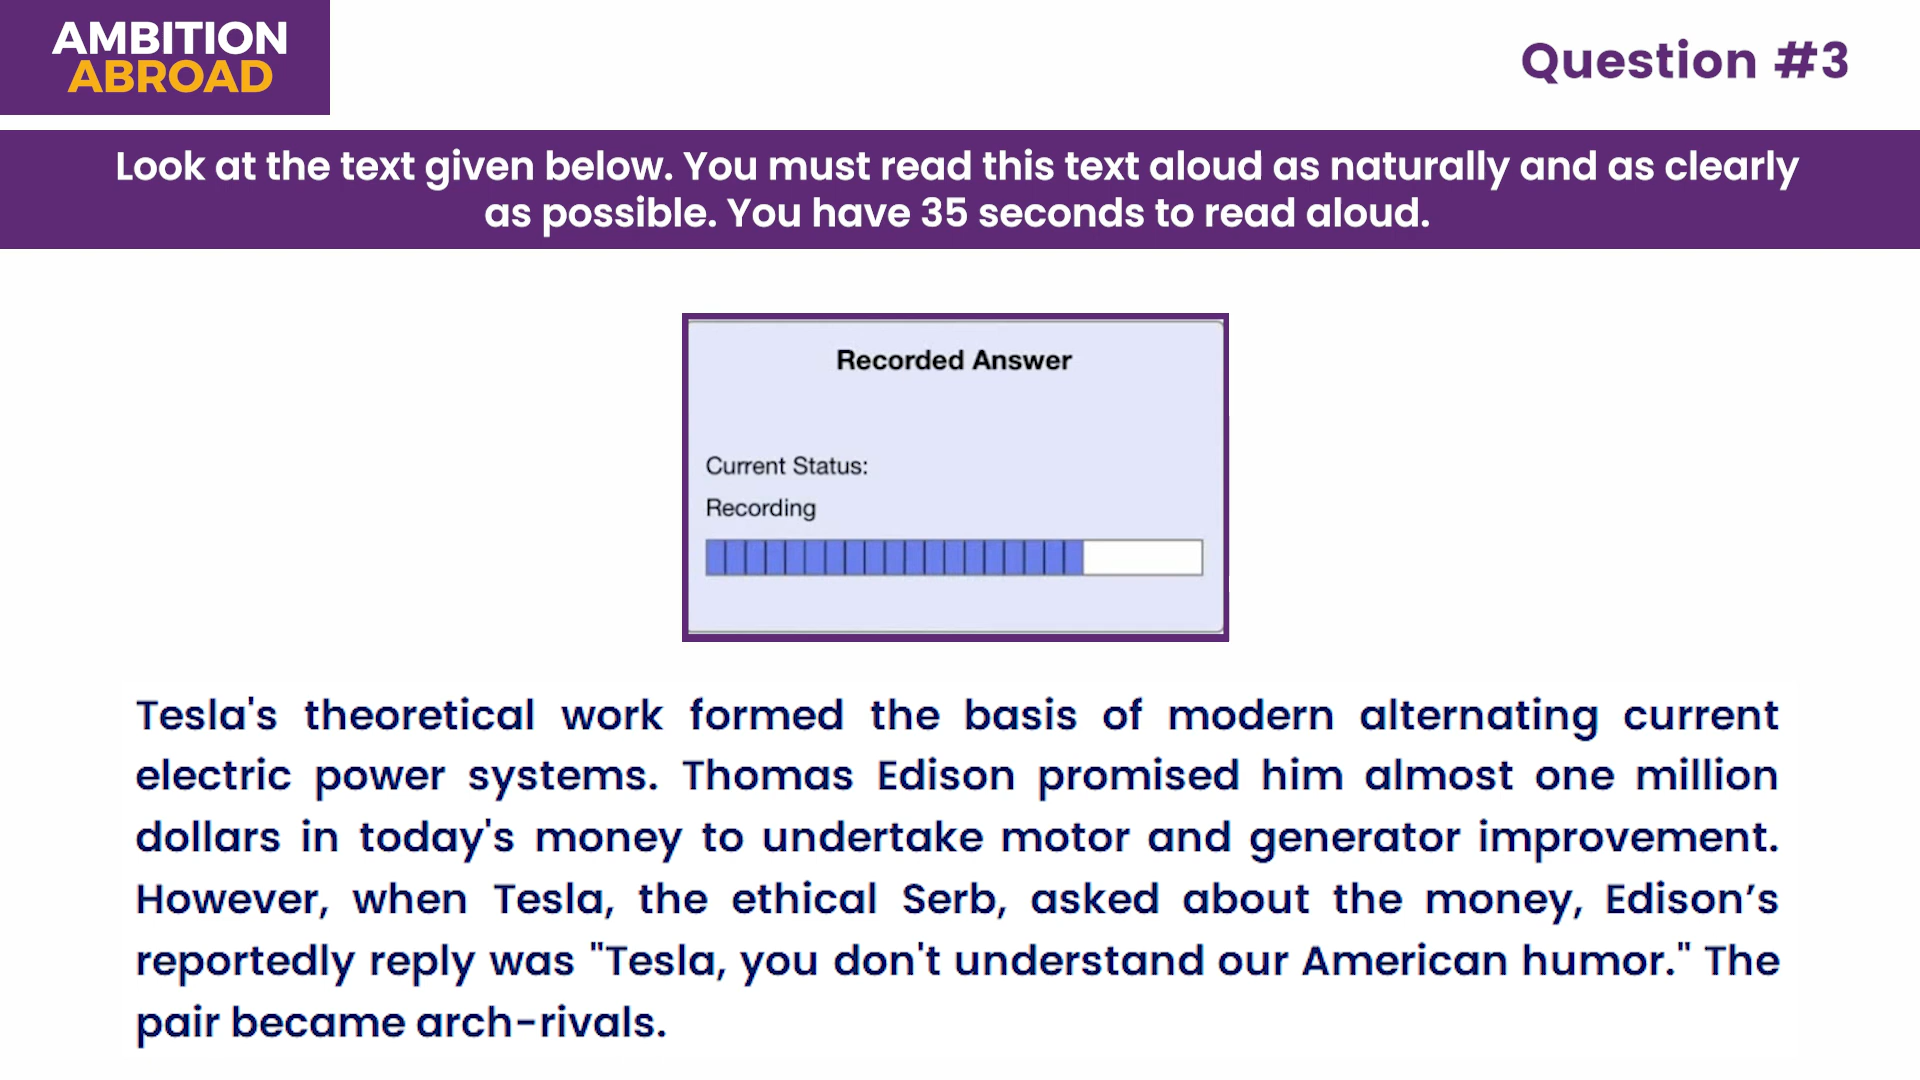 AMBITION
ABROAD
Question #3
Look at the text given below. You must read this text aloud as naturally and as clearly
as possible. You have 35 seconds to read aloud.
Recorded Answer
Current Status:
Recording
Tesla's theoretical work formed the basis of modern alternating current
electric power systems. Thomas Edison promised him almost one million
dollars in today's money to undertake motor and generator improvement.
However, when Tesla, the ethical Serb, asked about the money, Edison’s
reportedly reply was "Tesla, you don't understand our American humor." The
pair became arch-rivals.